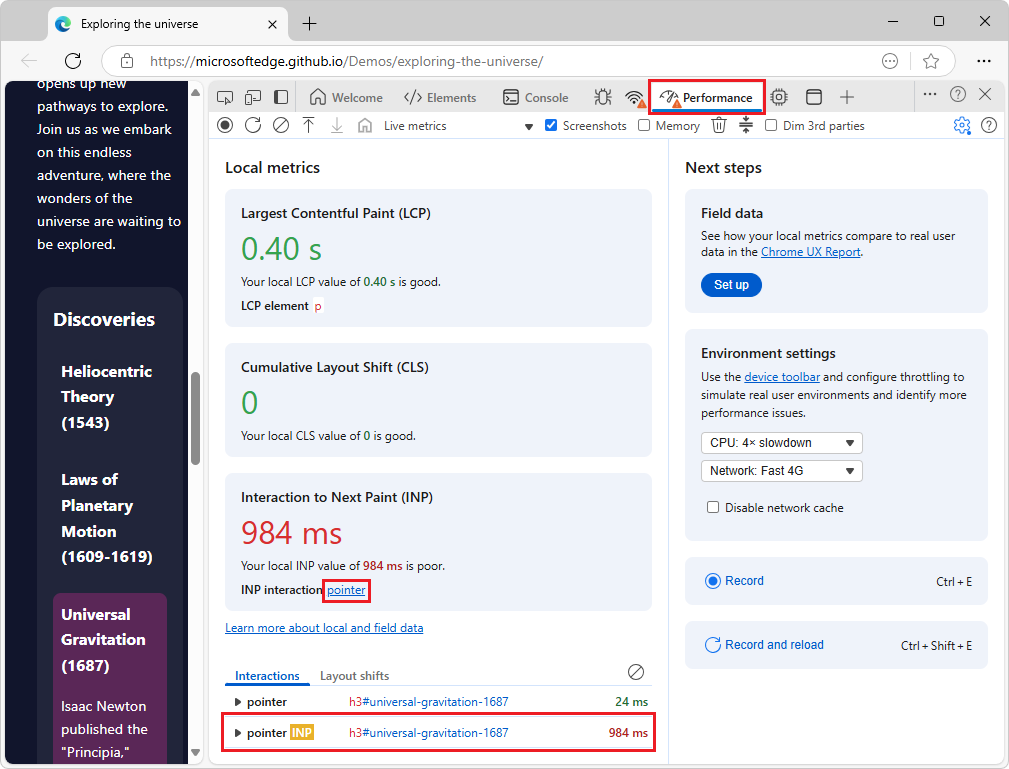 Exploring the universe
https://microsoftedge.github.io/Demos/exploring-the-universe/
opens up new
pathways to explore.
Join us as we embark
on this endless
adventure, where the
wonders of the
universe are waiting to
be explored.
Discoveries
Heliocentric
Theory
(1543)
Laws of
Planetary
Motion
(1609-1619)
Universal
Gravitation
(1687)
Isaac Newton
published the
"Principia,"
Welcome
Elements
Console
Performance
Live metrics
Screenshots
Memory
Dim 3rd parties
Local metrics
Largest Contentful Paint (LCP)
0.40 s
Your local LCP value of 0.40 s is good.
LCP element p
Cumulative Layout Shift (CLS)
0
Your local CLS value of 0 is good.
Interaction to Next Paint (INP)
984 ms
Your local INP value of 984 ms is poor.
INP interaction pointer
Learn more about local and field data
Interactions Layout shifts
pointer h3#universal-gravitation-1687 24 ms
pointer INP h3#universal-gravitation-1687 984 ms
Next steps
Field data
See how your local metrics compare to real user
data in the Chrome UX Report.
Set up
Environment settings
Use the device toolbar and configure throttling to
simulate real user environments and identify more
performance issues.
CPU: 4× slowdown
Network: Fast 4G
Disable network cache
Record Ctrl + E
Record and reload Ctrl + Shift + E